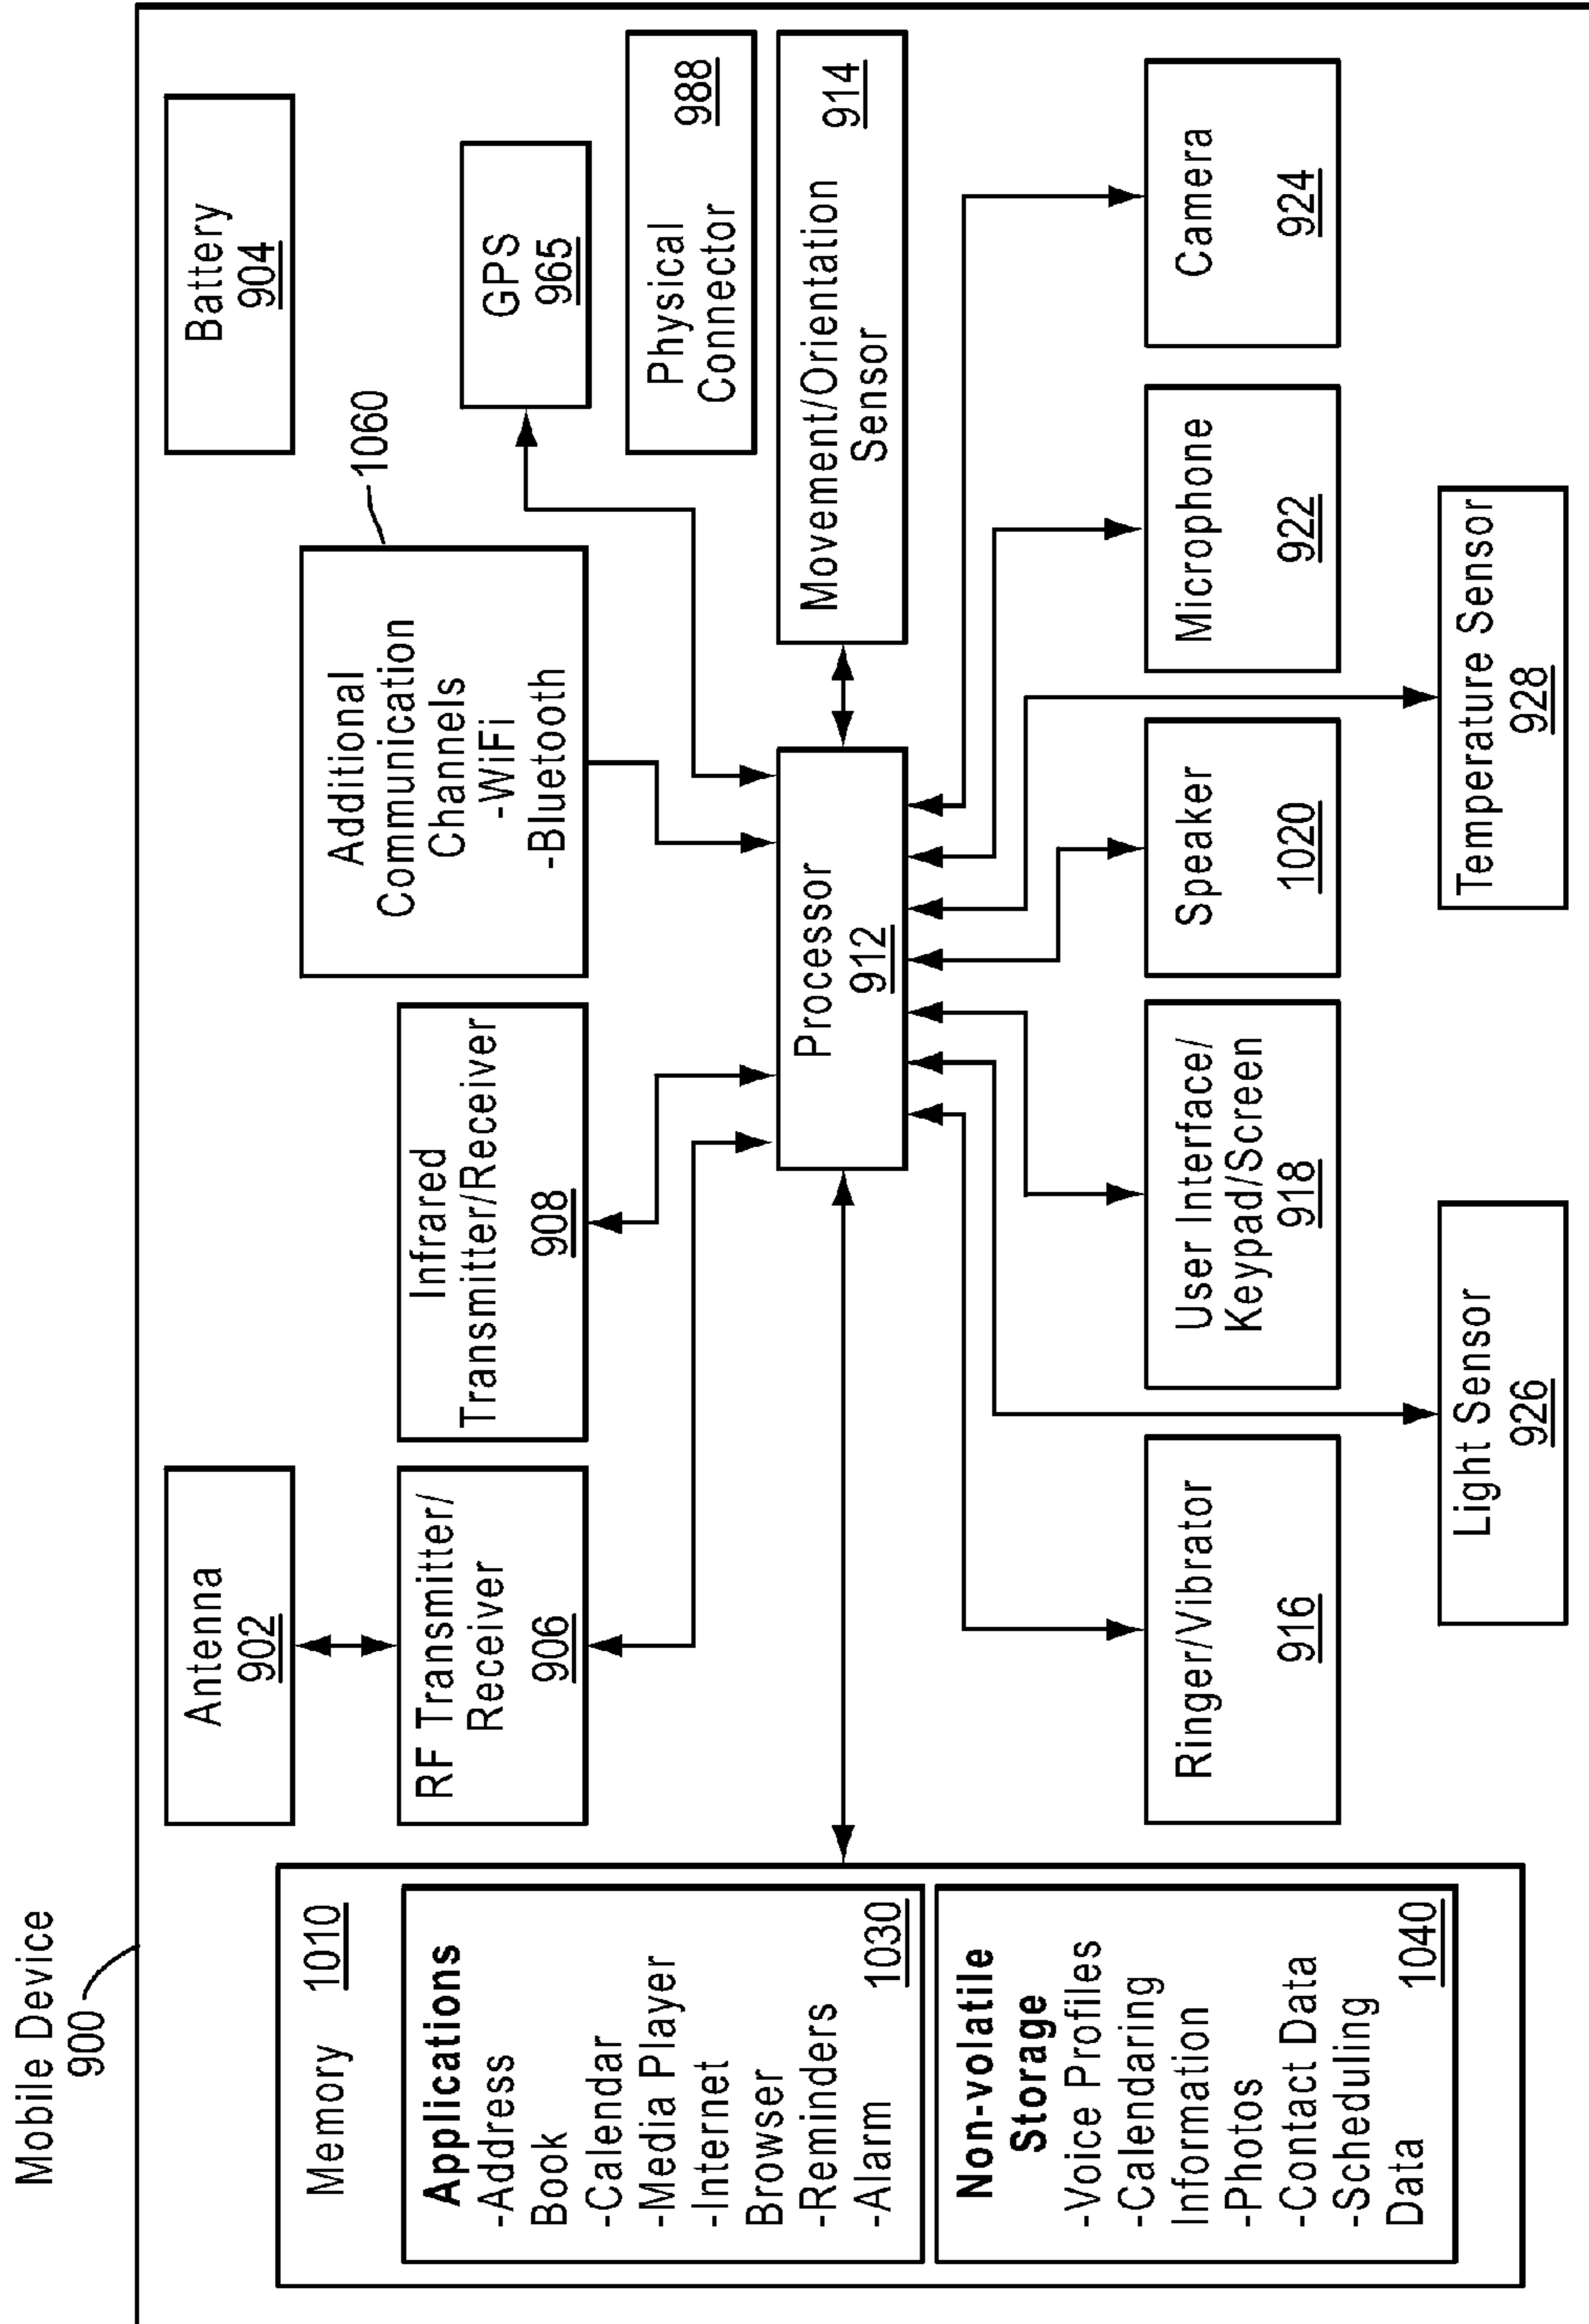 Mobile Device
900
Memory 1010
Applications
-Address
Book
-Calendar
-Media Player
-Internet
Browser
-Reminders
-Alarm 1030
Non-volatile
Storage
-Voice Profiles
-Calendaring
Information
-Photos
-Contact Data
-Scheduling
Data 1040
Antenna
902
Battery
904
RF Transmitter/
Receiver
906
Infrared
Transmitter/Receiver
908
Additional
Communication
Channels
-WiFi
-Bluetooth
1060
GPS
965
Physical 988
Connector
Processor
912
Movement/Orientation 914
Sensor
Ringer/Vibrator
916
User Interface/
Keypad/Screen
918
Speaker
1020
Microphone
922
Camera
924
Light Sensor
926
Temperature Sensor
928